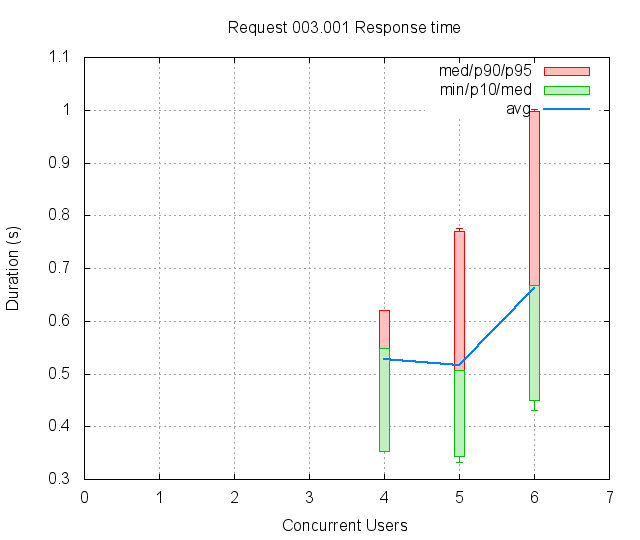 Request 003.001 Response time
1.1
1
0.9
0.8
0.7
0.6
0.5
0.4
0.3
Duration (s)
med/p90/p95
min/p10/med
avg
0 1 2 3 4 5 6 7
Concurrent Users